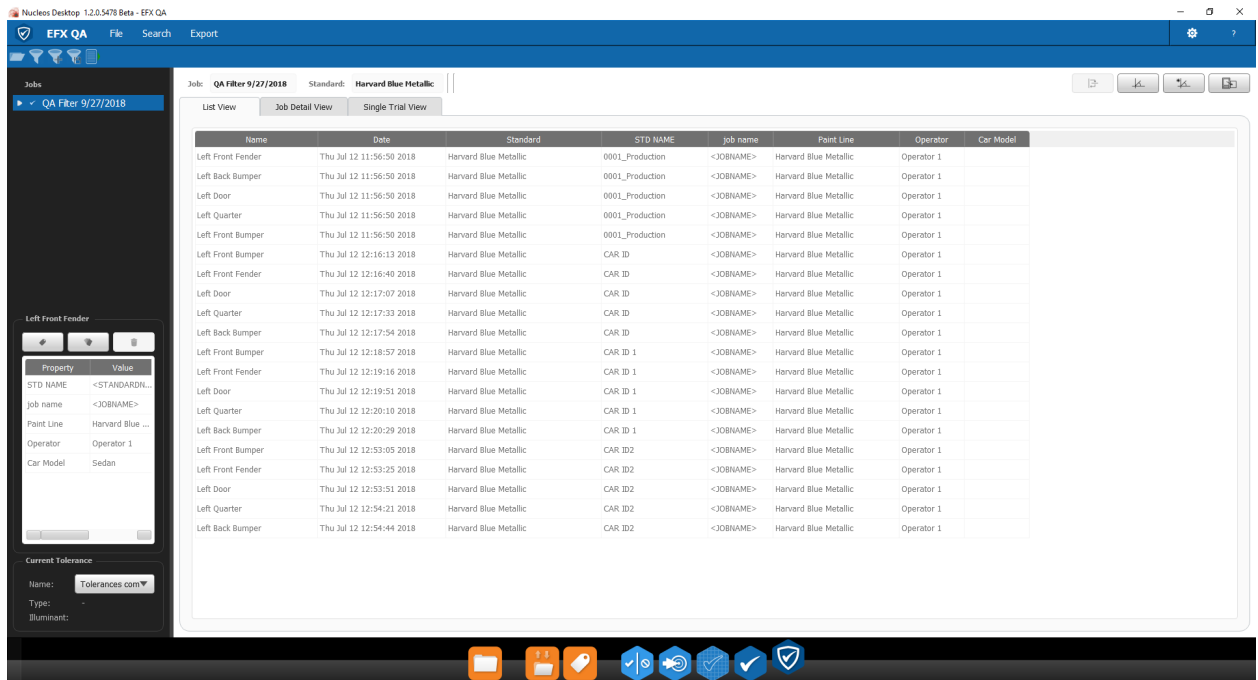 Nucleos Desktop 1.2.0.5478 Beta - EFX QA
EFX QA File Search Export ?
Jobs
QA Filter 9/27/2018
Job: QA Filter 9/27/2018 Standard: Harvard Blue Metallic
List View Job Detail View Single Trial View
Name Date Standard STD NAME job name Paint Line Operator Car Model
Left Front Fender Thu Jul 12 11:56:50 2018 Harvard Blue Metallic 0001_Production <JOBNAME> Harvard Blue Metallic Operator 1
Left Back Bumper Thu Jul 12 11:56:50 2018 Harvard Blue Metallic 0001_Production <JOBNAME> Harvard Blue Metallic Operator 1
Left Door Thu Jul 12 11:56:50 2018 Harvard Blue Metallic 0001_Production <JOBNAME> Harvard Blue Metallic Operator 1
Left Quarter Thu Jul 12 11:56:50 2018 Harvard Blue Metallic 0001_Production <JOBNAME> Harvard Blue Metallic Operator 1
Left Front Bumper Thu Jul 12 11:56:50 2018 Harvard Blue Metallic 0001_Production <JOBNAME> Harvard Blue Metallic Operator 1
Left Front Bumper Thu Jul 12 12:16:13 2018 Harvard Blue Metallic CAR ID <JOBNAME> Harvard Blue Metallic Operator 1
Left Front Fender Thu Jul 12 12:16:40 2018 Harvard Blue Metallic CAR ID <JOBNAME> Harvard Blue Metallic Operator 1
Left Door Thu Jul 12 12:17:07 2018 Harvard Blue Metallic CAR ID <JOBNAME> Harvard Blue Metallic Operator 1
Left Quarter Thu Jul 12 12:17:33 2018 Harvard Blue Metallic CAR ID <JOBNAME> Harvard Blue Metallic Operator 1
Left Back Bumper Thu Jul 12 12:17:54 2018 Harvard Blue Metallic CAR ID <JOBNAME> Harvard Blue Metallic Operator 1
Left Front Bumper Thu Jul 12 12:18:57 2018 Harvard Blue Metallic CAR ID 1 <JOBNAME> Harvard Blue Metallic Operator 1
Left Front Fender Thu Jul 12 12:19:16 2018 Harvard Blue Metallic CAR ID 1 <JOBNAME> Harvard Blue Metallic Operator 1
Left Door Thu Jul 12 12:19:51 2018 Harvard Blue Metallic CAR ID 1 <JOBNAME> Harvard Blue Metallic Operator 1
Left Quarter Thu Jul 12 12:20:10 2018 Harvard Blue Metallic CAR ID 1 <JOBNAME> Harvard Blue Metallic Operator 1
Left Back Bumper Thu Jul 12 12:20:29 2018 Harvard Blue Metallic CAR ID 1 <JOBNAME> Harvard Blue Metallic Operator 1
Left Front Bumper Thu Jul 12 12:53:05 2018 Harvard Blue Metallic CAR ID2 <JOBNAME> Harvard Blue Metallic Operator 1
Left Front Fender Thu Jul 12 12:53:25 2018 Harvard Blue Metallic CAR ID2 <JOBNAME> Harvard Blue Metallic Operator 1
Left Door Thu Jul 12 12:53:51 2018 Harvard Blue Metallic CAR ID2 <JOBNAME> Harvard Blue Metallic Operator 1
Left Quarter Thu Jul 12 12:54:21 2018 Harvard Blue Metallic CAR ID2 <JOBNAME> Harvard Blue Metallic Operator 1
Left Back Bumper Thu Jul 12 12:54:44 2018 Harvard Blue Metallic CAR ID2 <JOBNAME> Harvard Blue Metallic Operator 1
Left Front Fender
Property Value
STD NAME <STANDARDN...
job name <JOBNAME>
Paint Line Harvard Blue ...
Operator Operator 1
Car Model Sedan
Current Tolerance
Name: Tolerances com
Type: -
Illuminant: